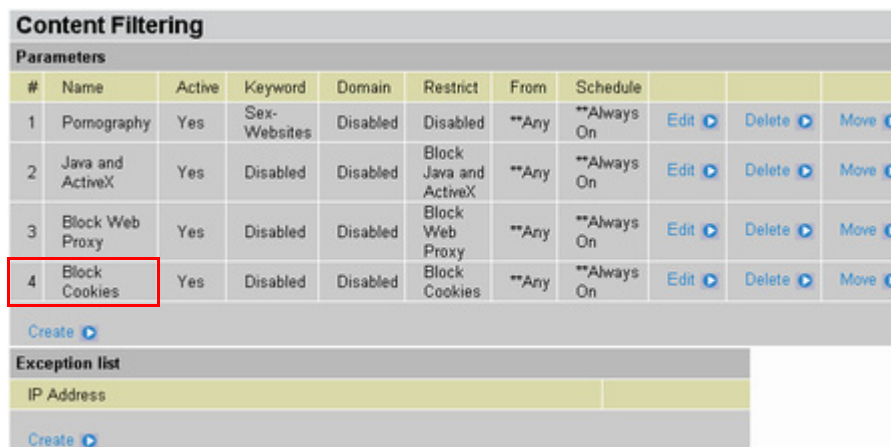 Content Filtering
Parameters
# Name Active Keyword Domain Restrict From Schedule
1 Pornography Yes Sex-Websites Disabled Disabled **Any **Always On Edit Delete Move
2 Java and ActiveX Yes Disabled Disabled Block Java and ActiveX **Any **Always On Edit Delete Move
3 Block Web Proxy Yes Disabled Disabled Block Web Proxy **Any **Always On Edit Delete Move
4 Block Cookies Yes Disabled Disabled Block Cookies **Any **Always On Edit Delete Move
Create
Exception list
IP Address
Create